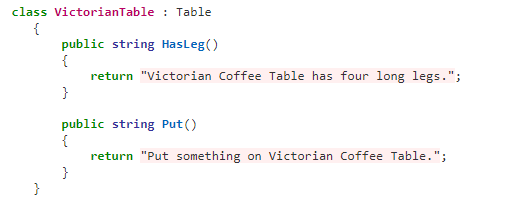 class VictorianTable : Table
{
public string HasLeg()
{
return "Victorian Coffee Table has four long legs.";
}
public string Put()
{
return "Put something on Victorian Coffee Table.";
}
}